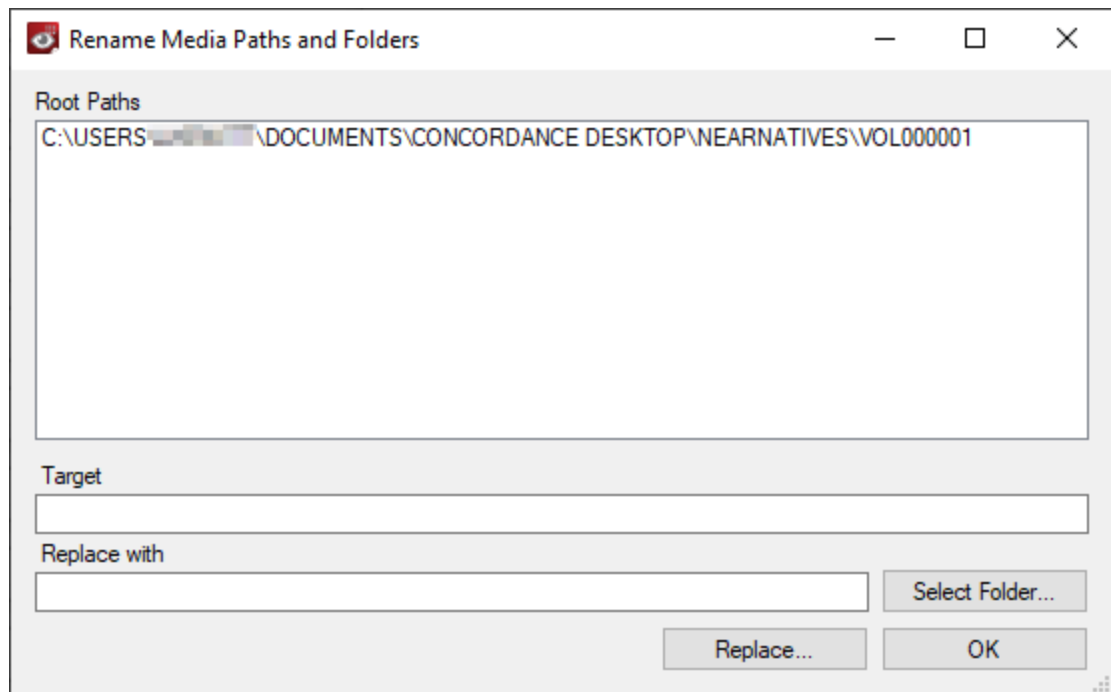 Rename Media Paths and Folders
Root Paths
C:\USERS \DOCUMENTS\CONCORDANCE DESKTOP\NEARNATIVES\VOL000001
Target
Replace with
Select Folder...
Replace...
OK